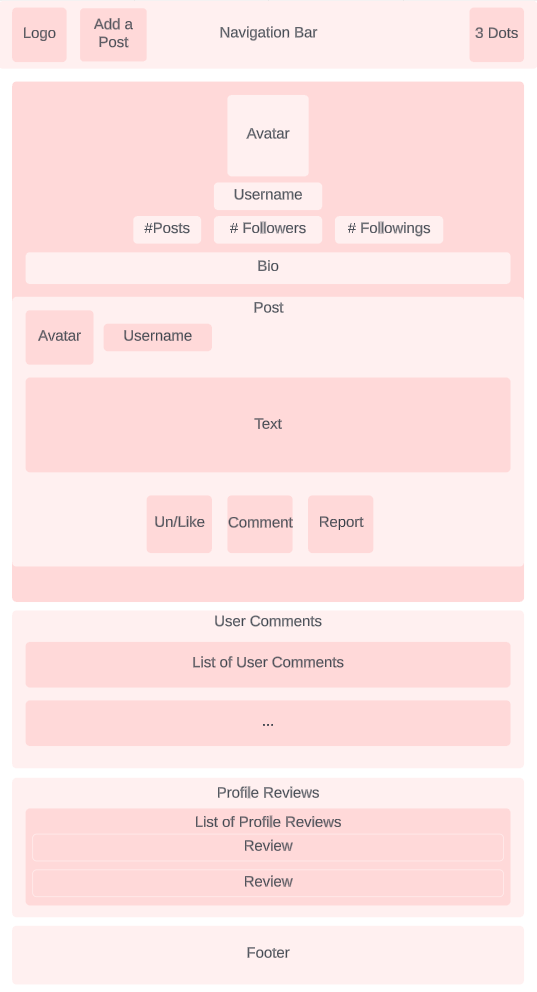 Logo
Add a
Post
Navigation Bar
3 Dots
Avatar
Username
#Posts
# Followers
# Followings
Bio
Post
Avatar
Username
Text
Un/Like
Comment
Report
User Comments
List of User Comments
...
Profile Reviews
List of Profile Reviews
Review
Review
Footer